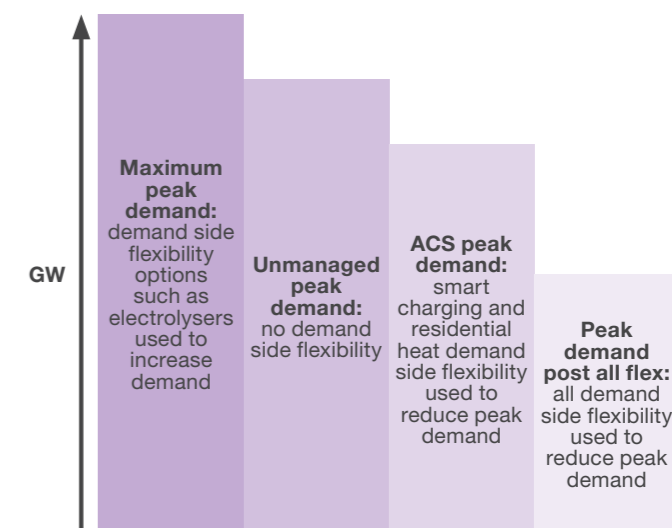 GW
Maximum
peak
demand:
demand side
flexibility
options
such as
electrolysers
used to
increase
demand
Unmanaged
peak
demand:
no demand
side flexibility
ACS peak
demand:
smart
charging and
residential
heat demand
side flexibility
used to
reduce peak
demand
Peak
demand
post all flex:
all demand
side flexibility
used to
reduce peak
demand